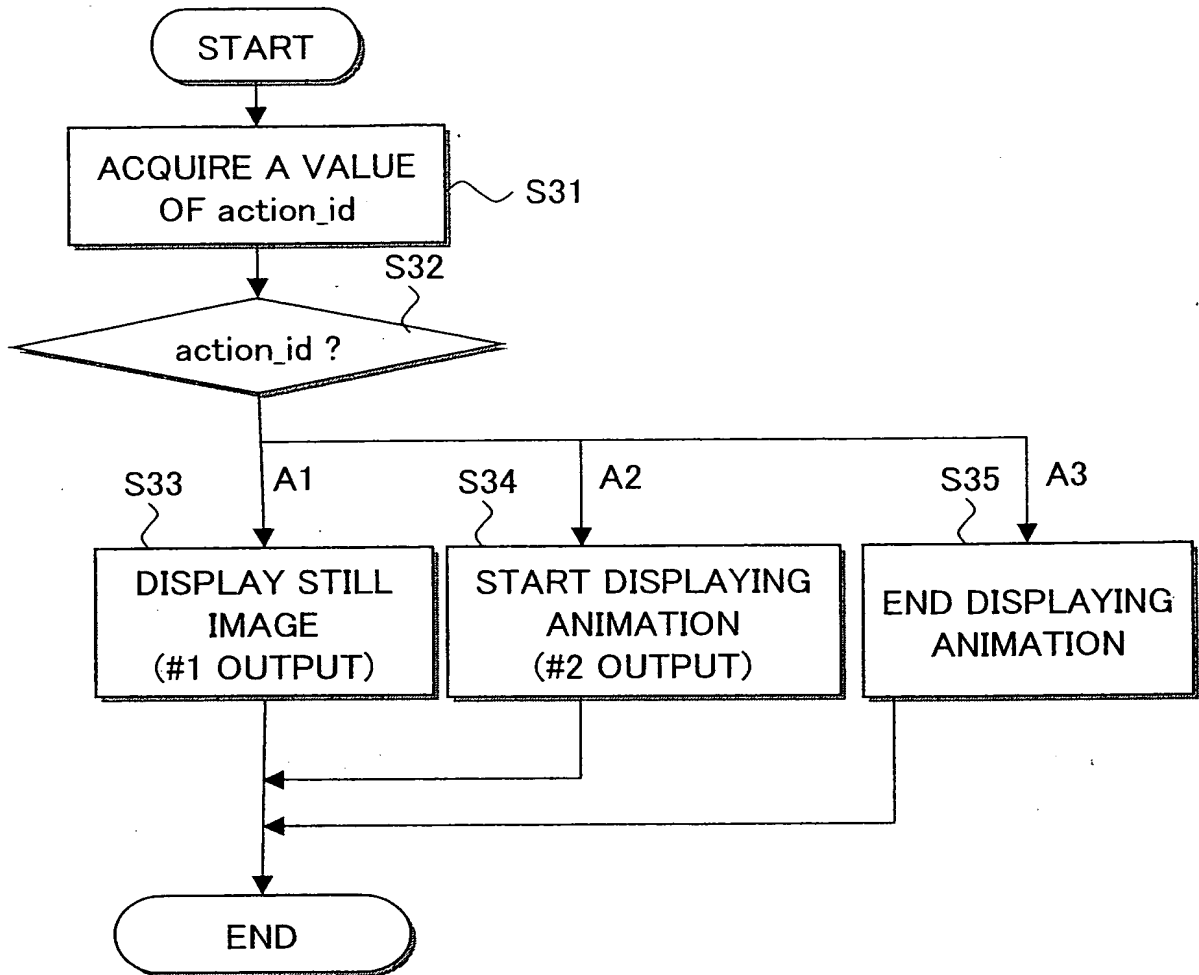 START
ACQUIRE A VALUE
OF action_id
S31
S32
action_id ?
S33
A1
S34
A2
S35
A3
DISPLAY STILL
IMAGE
(#1 OUTPUT)
START DISPLAYING
ANIMATION
(#2 OUTPUT)
END DISPLAYING
ANIMATION
END